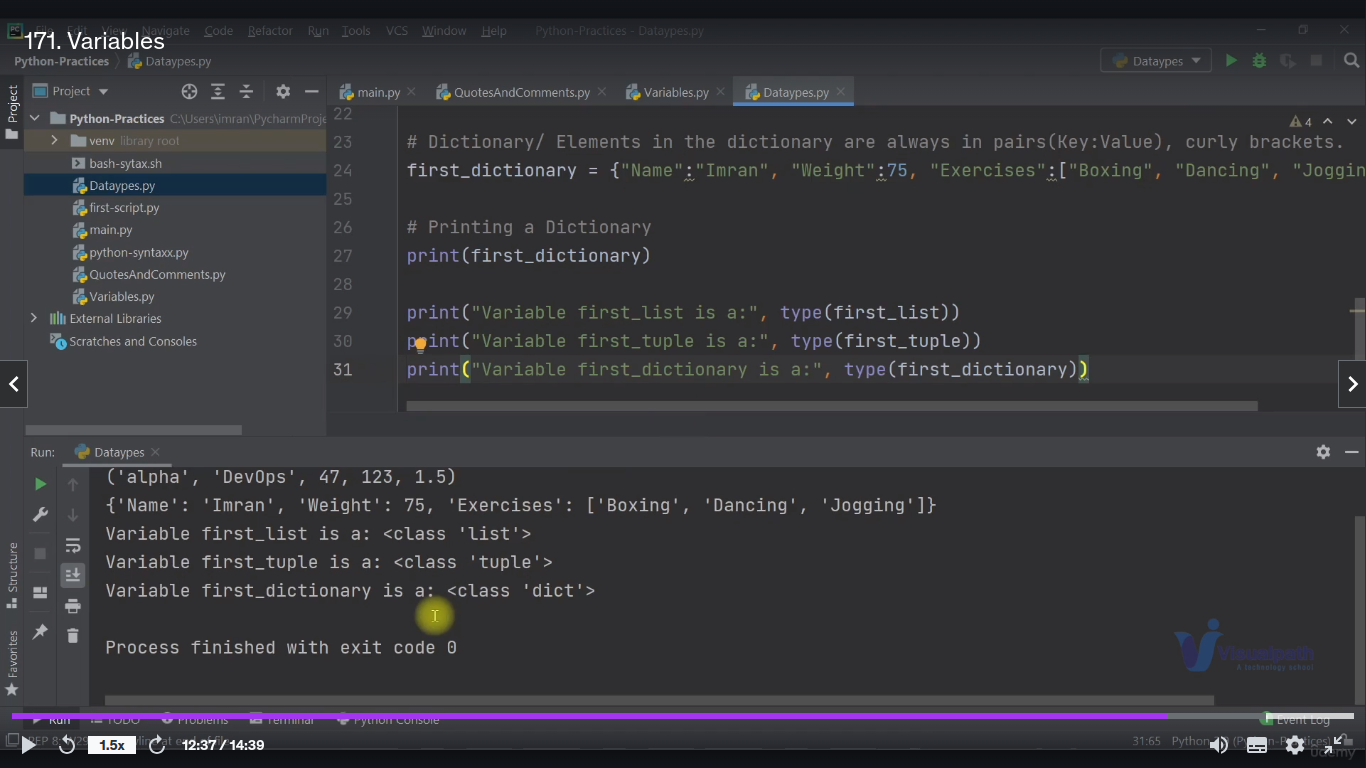 171. Variables
File Edit Navigate Code Refactor Run Tools VCS Window Help Python-Practices - Dataypes.py
Python-Practices Dataypes.py
Dataypes
Project
Project
main.py
QuotesAndComments.py
Variables.py
Dataypes.py
Python-Practices C:\Users\imran\PycharmProje
venv library root
bash-sytax.sh
Dataypes.py
first-script.py
main.py
python-syntaxx.py
QuotesAndComments.py
Variables.py
External Libraries
Scratches and Consoles
4
22
23 # Dictionary/ Elements in the dictionary are always in pairs(Key:Value), curly brackets.
24 first_dictionary = {"Name":"Imran", "Weight":75, "Exercises":["Boxing", "Dancing", "Joggin
25
26 # Printing a Dictionary
27 print(first_dictionary)
28
29 print("Variable first_list is a:", type(first_list))
30 print("Variable first_tuple is a:", type(first_tuple))
31 print("Variable first_dictionary is a:", type(first_dictionary))
Run: Dataypes
('alpha', 'DevOps', 47, 123, 1.5)
{'Name': 'Imran', 'Weight': 75, 'Exercises': ['Boxing', 'Dancing', 'Jogging']}
Variable first_list is a: <class 'list'>
Variable first_tuple is a: <class 'tuple'>
Variable first_dictionary is a: <class 'dict'>
Process finished with exit code 0
Structure
Favorites
Visualpath
A technology school
Run TODO Problems Terminal Python Console Event Log
1.5x 12:37 / 14:39
31:65
udemy